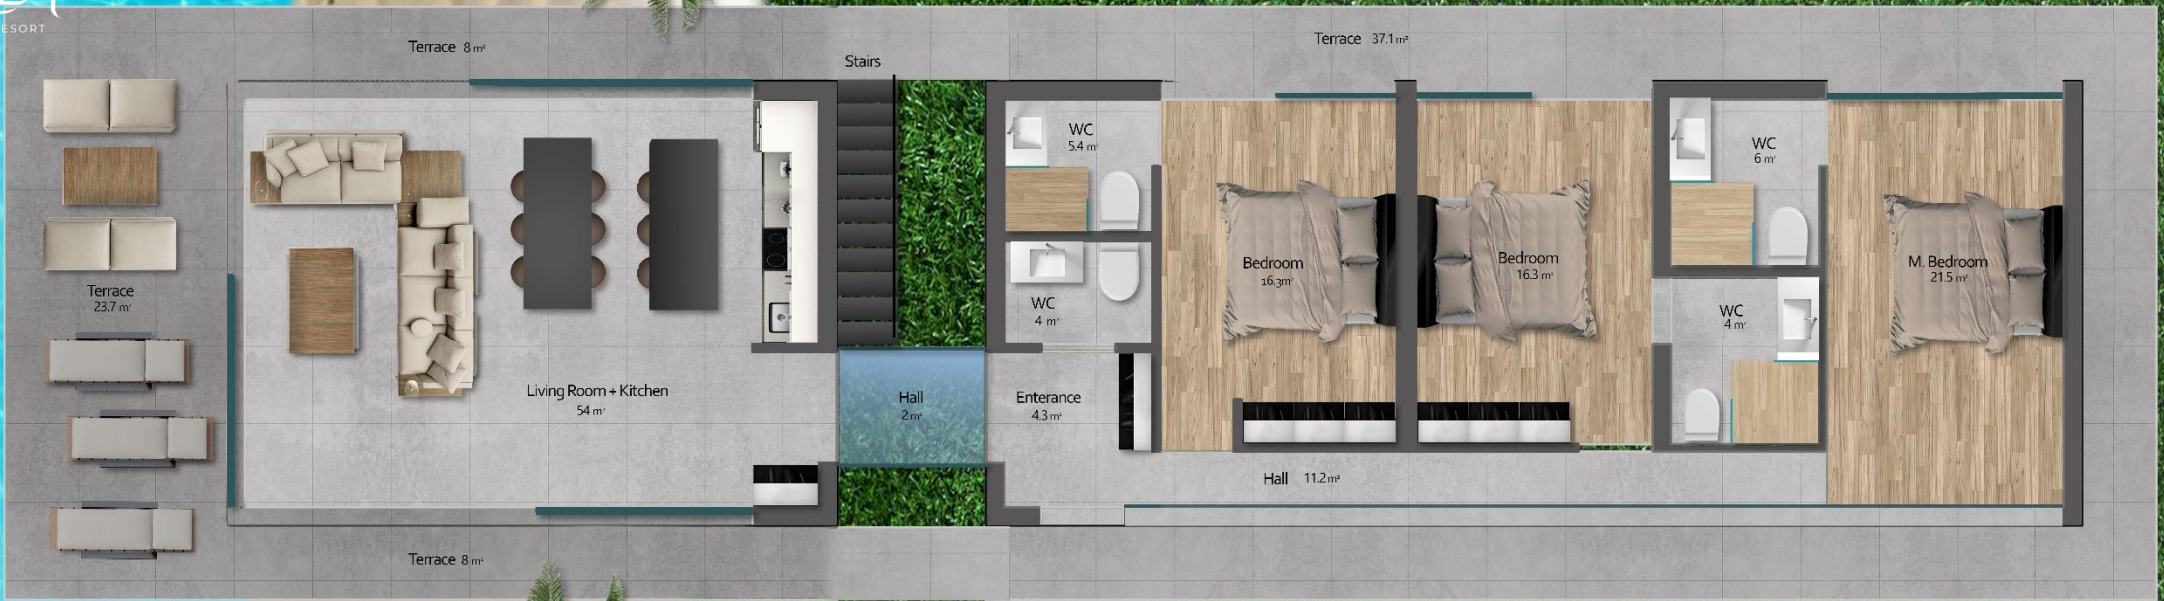 ESORT
Terrace 8 m²
Stairs
Terrace 37.1 m²
WC
5.4 m²
WC
6 m²
Bedroom
16.3m²
Bedroom
16.3 m²
M. Bedroom
21.5 m²
Terrace
23.7 m²
WC
4 m²
WC
4 m²
Living Room + Kitchen
54 m²
Hall
2 m²
Enterance
4.3 m²
Hall 11.2 m²
Terrace 8 m²